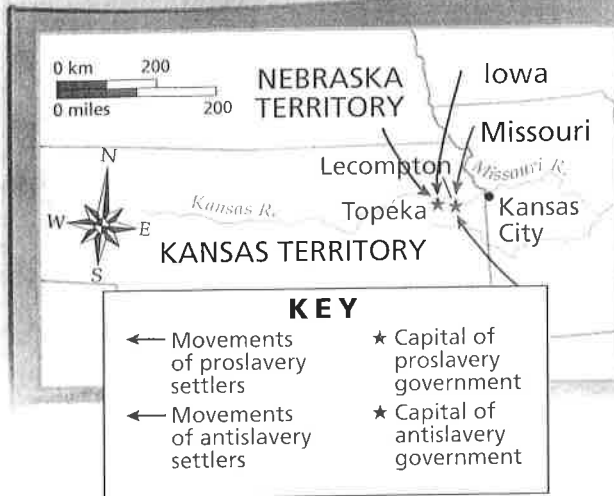 0 km 200
0 miles 200
NEBRASKA
TERRITORY
Iowa
Missouri
Lecompton
Missouri R.
Kansas R.
Topéka
Kansas
City
N
W E
S
KANSAS TERRITORY
KEY
Movements
of proslavery
settlers
Capital of
proslavery
government
Movements
of antislavery
settlers
Capital of
antislavery
government